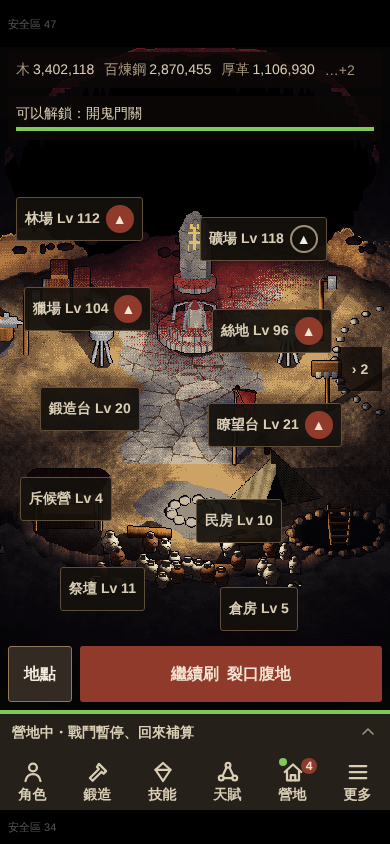 安全區 47
木 3,402,118 百煉鋼 2,870,455 厚革 1,106,930 …+2
可以解鎖：開鬼門關
林場 Lv 112
礦場 Lv 118
獵場 Lv 104
絲地 Lv 96
› 2
鍛造台 Lv 20
瞭望台 Lv 21
斥候營 Lv 4
民房 Lv 10
祭壇 Lv 11
倉房 Lv 5
地點
繼續刷 裂口腹地
營地中・戰鬥暫停、回來補算
4
角色 鍛造 技能 天賦 營地 更多
安全區 34